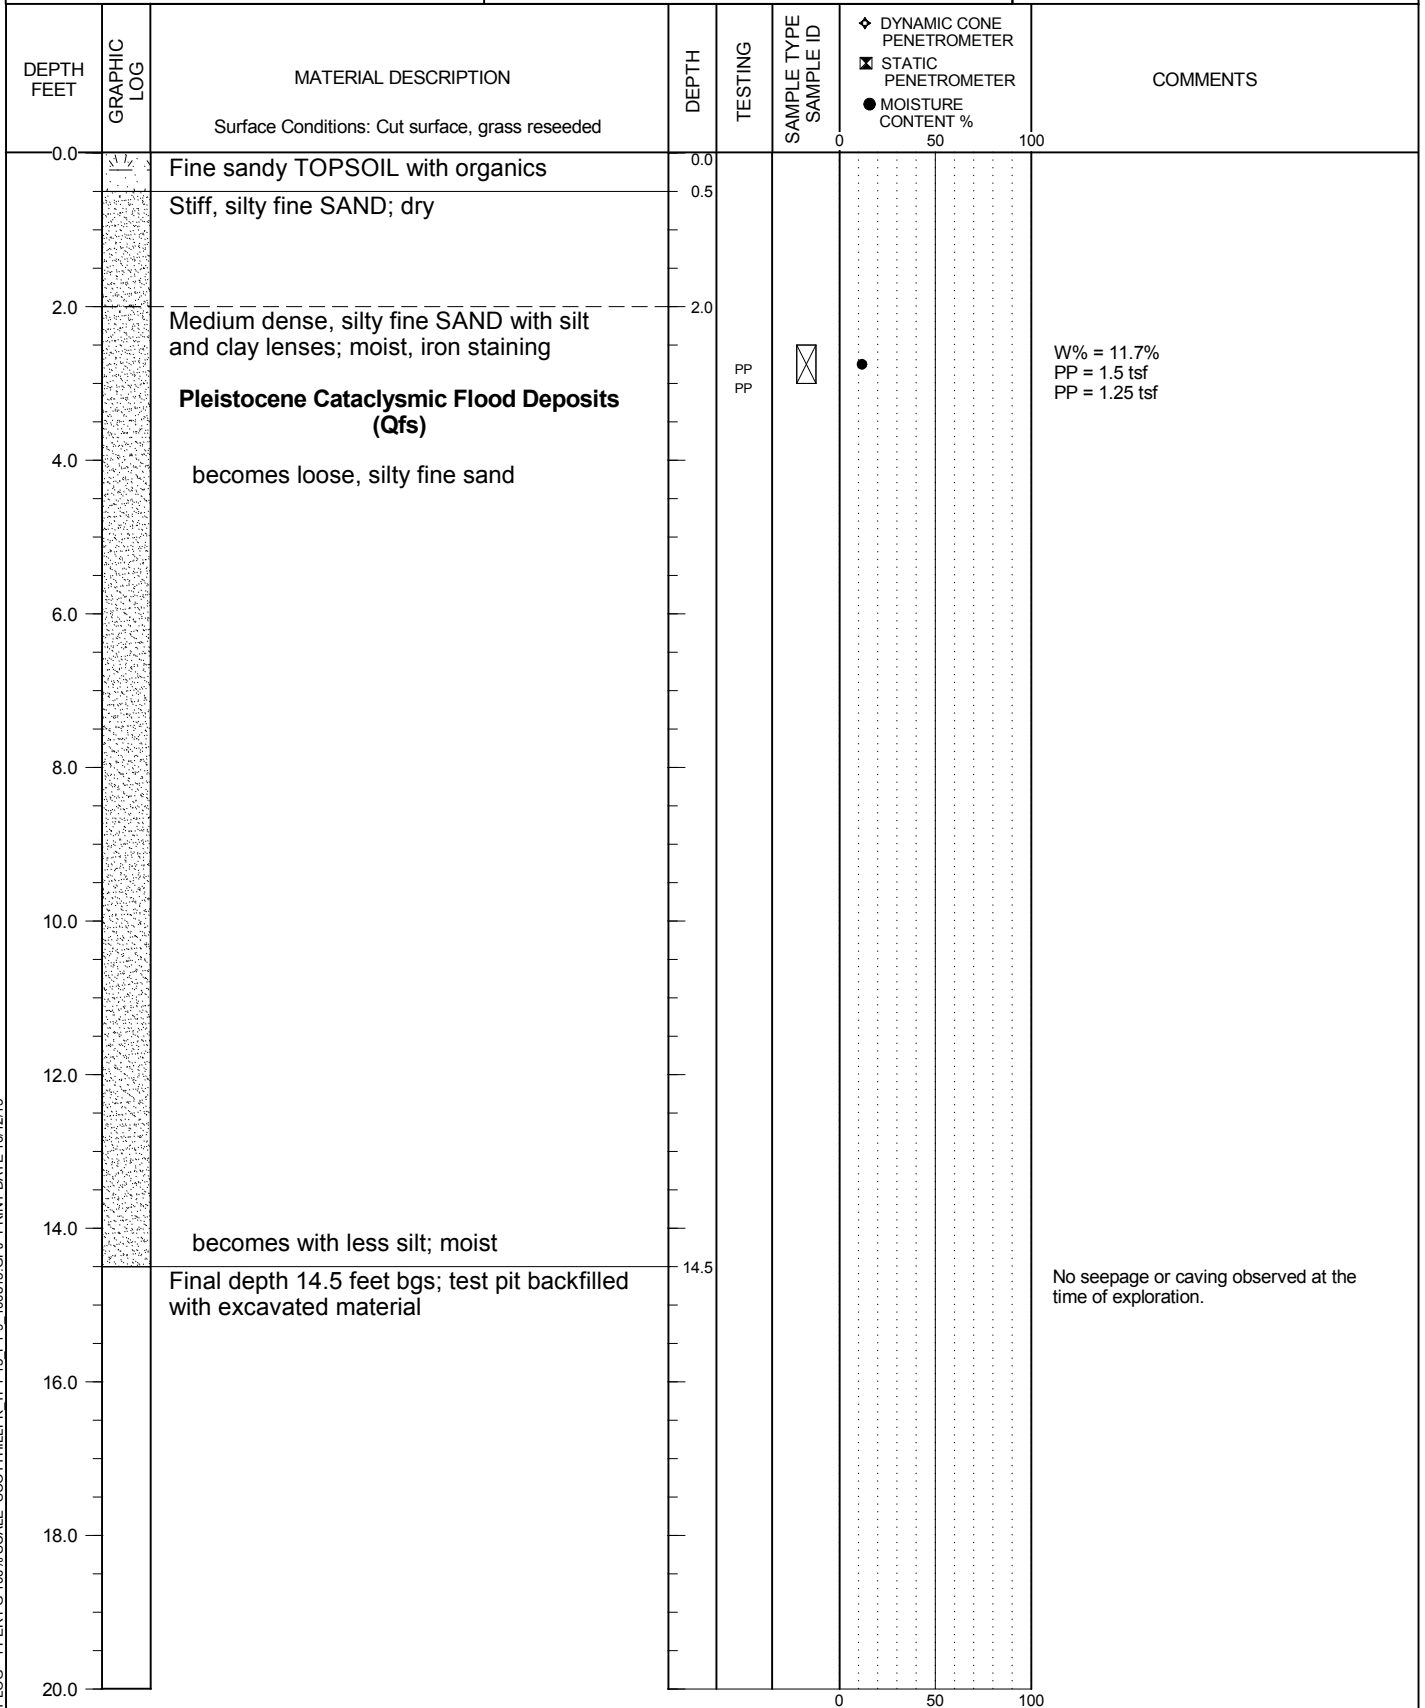 DEPTH
FEET
GRAPHIC
LOG
MATERIAL DESCRIPTION
Surface Conditions: Cut surface, grass reseeded
DEPTH
TESTING
SAMPLE TYPE
SAMPLE ID
DYNAMIC CONE
PENETROMETER
STATIC
PENETROMETER
MOISTURE
CONTENT %
0 50 100
COMMENTS
0.0
Fine sandy TOPSOIL with organics
0.0
0.5
Stiff, silty fine SAND; dry
2.0
2.0
Medium dense, silty fine SAND with silt
and clay lenses; moist, iron staining
PP
PP
W% = 11.7%
PP = 1.5 tsf
PP = 1.25 tsf
Pleistocene Cataclysmic Flood Deposits
(Qfs)
4.0
becomes loose, silty fine sand
6.0
8.0
10.0
12.0
14.0
becomes with less silt; moist
14.5
Final depth 14.5 feet bgs; test pit backfilled
with excavated material
No seepage or caving observed at the
time of exploration.
16.0
18.0
20.0
0 50 100